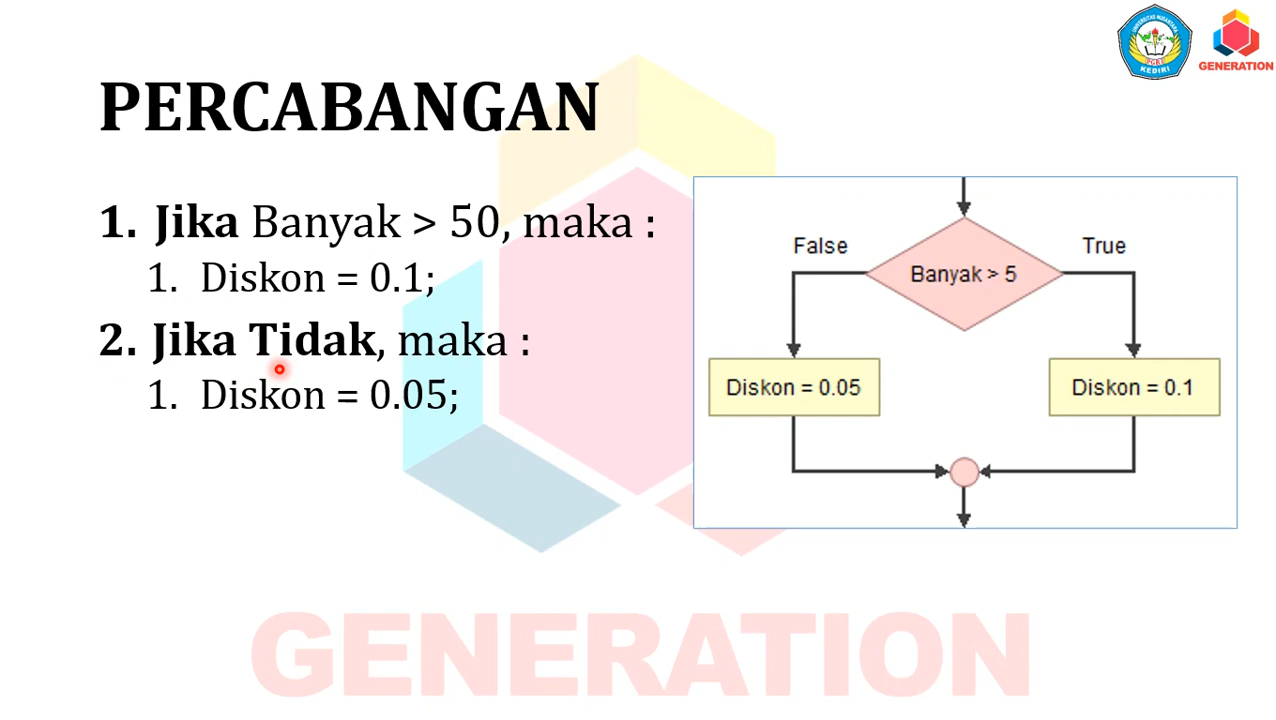 GENERATION
PERCABANGAN
1. Jika Banyak > 50, maka :
1. Diskon = 0.1;
2. Jika Tidak, maka :
1. Diskon = 0.05;
False
True
Banyak > 5
Diskon = 0.05
Diskon = 0.1
GENERATION